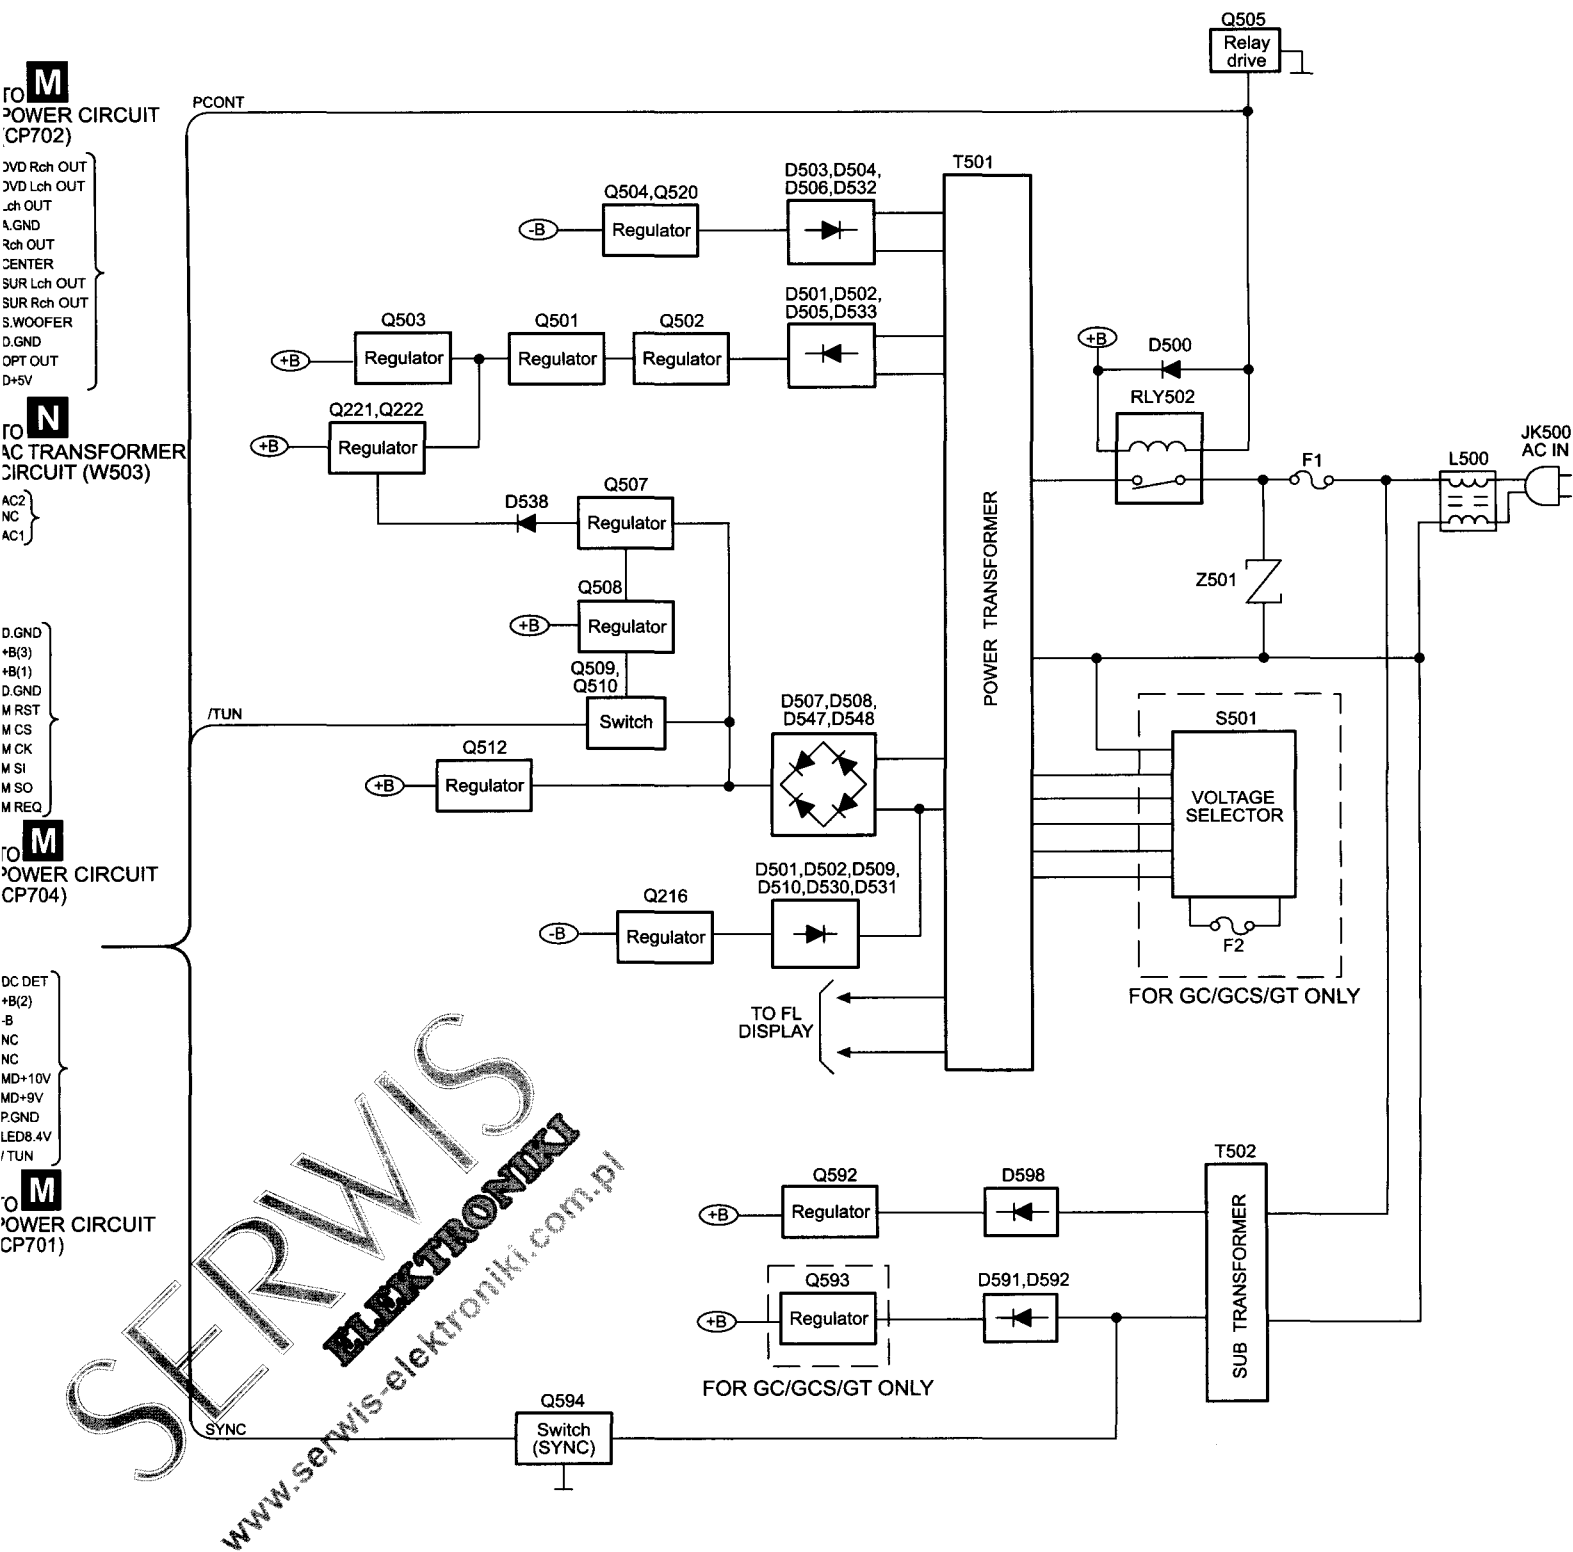 M
POWER CIRCUIT
CP702)
DVD Rch OUT
DVD Lch OUT
Lch OUT
A.GND
Rch OUT
CENTER
SUR Lch OUT
SUR Rch OUT
S.WOOFER
D.GND
OPT OUT
D+5V
TO N
AC TRANSFORMER
CIRCUIT (W503)
AC2
NC
AC1
D.GND
+B(3)
+B(1)
D.GND
M RST
M CS
M CK
M SI
M SO
M REQ
TO M
POWER CIRCUIT
CP704)
DC DET
+B(2)
-B
NC
NC
MD+10V
MD+9V
P.GND
LED8.4V
/ TUN
TO M
POWER CIRCUIT
CP701)
PCONT
Q505
Relay
drive
T501
POWER TRANSFORMER
D503,D504,
D506,D532
Q504,Q520
Regulator
-B
D501,D502,
D505,D533
Q503
Regulator
Q501
Regulator
Q502
Regulator
+B
Q221,Q222
Regulator
+B
D538
Q507
Regulator
Q508
Regulator
+B
Q509,
Q510
Switch
/TUN
D507,D508,
D547,D548
Q512
Regulator
+B
D501,D502,D509,
D510,D530,D531
Q216
Regulator
-B
TO FL
DISPLAY
+B
D500
RLY502
F1
L500
JK500
AC IN
Z501
S501
VOLTAGE
SELECTOR
F2
FOR GC/GCS/GT ONLY
T502
SUB TRANSFORMER
Q592
Regulator
+B
D598
Q593
Regulator
+B
D591,D592
FOR GC/GCS/GT ONLY
Q594
Switch
(SYNC)
SYNC
SERWIS
ELEKTRONIKI
www.serwis-elektroniki.com.pl